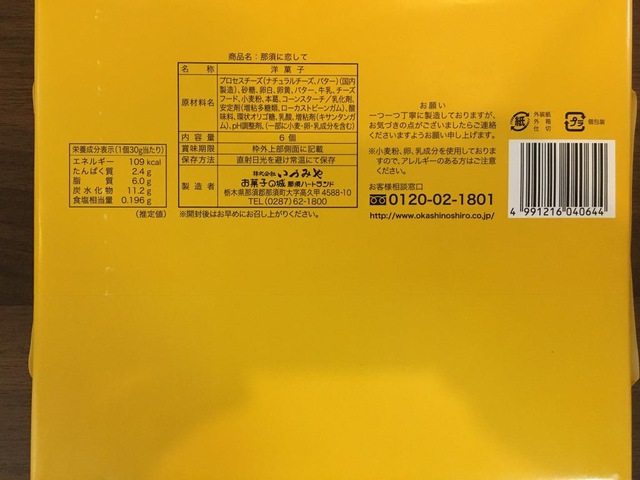 商品名：那須に恋して
名称 洋菓子
原材料名 プロセスチーズ(ナチュラルチーズ、バター)(国内
製造)、砂糖、卵白、卵黄、バター、牛乳、チーズ
フード、小麦粉、本葛、コーンスターチ／乳化剤、
安定剤(増粘多糖類、ローカストビーンガム)、酸
味料、環状オリゴ糖、乳酸、増粘剤(キサンタンガ
ム)、pH調整剤、(一部に小麦・卵・乳成分を含む)
内容量 6個
賞味期限 枠外上部側面に記載
保存方法 直射日光を避け常温にて保存
製造者 株式会社いづみや
お菓子の城 那須ハートランド
栃木県那須郡那須町大字高久甲4588-10
TEL(0287)62-1800
※開封後はお早めにお召し上がりください。
栄養成分表示(1個30g当たり)
エネルギー 109 kcal
たんぱく質 2.4 g
脂質 6.0 g
炭水化物 11.2 g
食塩相当量 0.196 g
(推定値)
お願い
一つ一つ丁寧に製造しておりますが、
お気づきの点がございましたらご連絡
くださいますようお願い申し上げます。
※小麦粉、卵、乳成分を使用しておりま
すので、アレルギーのある方はご注意
ください。
お客様相談窓口
0120-02-1801
http://www.okashinoshiro.co.jp/
紙 外装紙
外箱
仕切
プラ 個包装
4 991216 040644